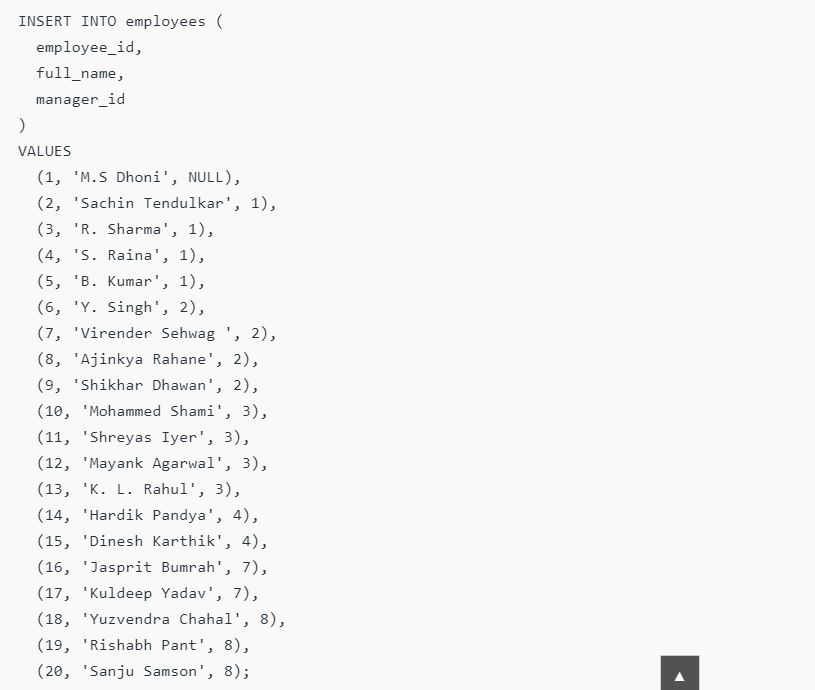 INSERT INTO employees (
employee_id,
full_name,
manager_id
)
VALUES
(1, 'M.S Dhoni', NULL),
(2, 'Sachin Tendulkar', 1),
(3, 'R. Sharma', 1),
(4, 'S. Raina', 1),
(5, 'B. Kumar', 1),
(6, 'Y. Singh', 2),
(7, 'Virender Sehwag ', 2),
(8, 'Ajinkya Rahane', 2),
(9, 'Shikhar Dhawan', 2),
(10, 'Mohammed Shami', 3),
(11, 'Shreyas Iyer', 3),
(12, 'Mayank Agarwal', 3),
(13, 'K. L. Rahul', 3),
(14, 'Hardik Pandya', 4),
(15, 'Dinesh Karthik', 4),
(16, 'Jasprit Bumrah', 7),
(17, 'Kuldeep Yadav', 7),
(18, 'Yuzvendra Chahal', 8),
(19, 'Rishabh Pant', 8),
(20, 'Sanju Samson', 8);